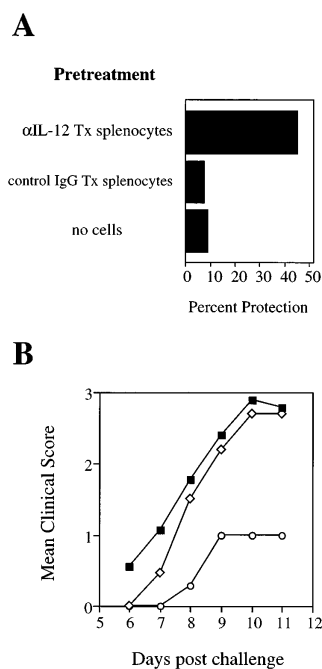 A
Pretreatment
αIL-12 Tx splenocytes
control IgG Tx splenocytes
no cells
0 10 20 30 40 50
Percent Protection
B
Mean Clinical Score
3
2
1
0
5 6 7 8 9 10 11 12
Days post challenge